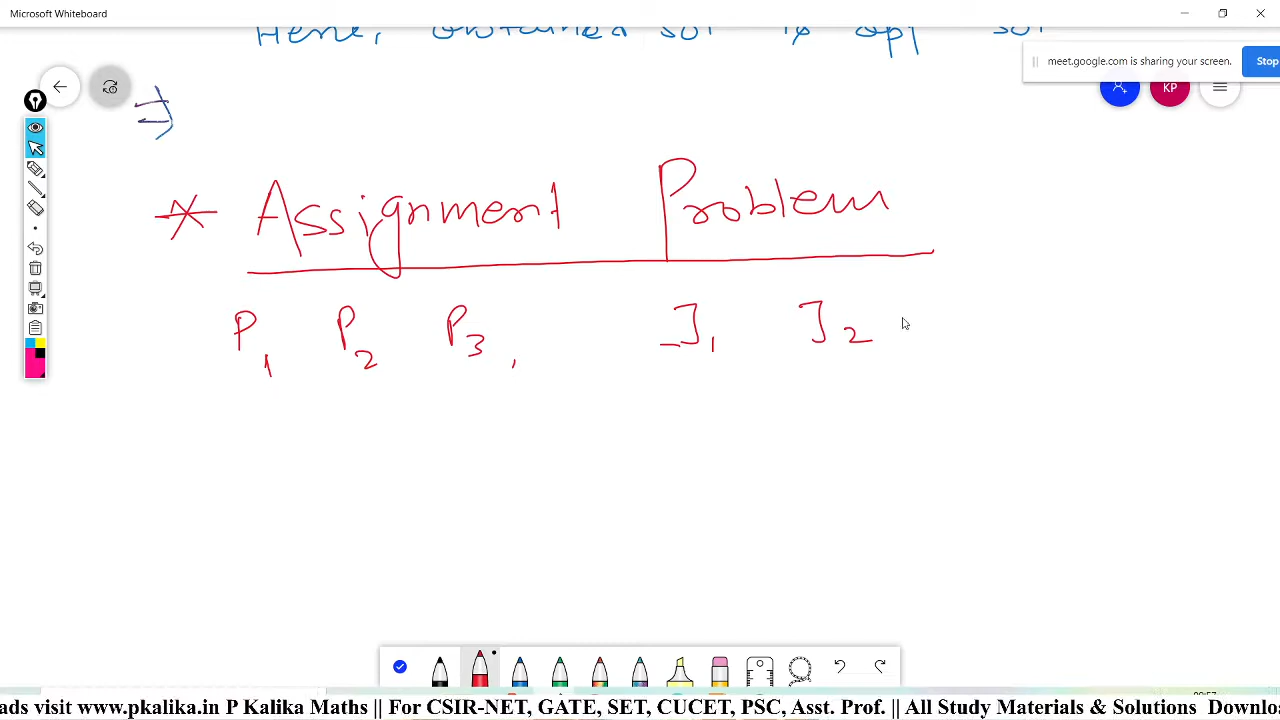 Microsoft Whiteboard
Hene, obtained sol is opt sol
meet.google.com is sharing your screen.
Stop
KP
* Assignment Problem
P1 P2 P3, J1 J2
ads visit www.pkalika.in P Kalika Maths || For CSIR-NET, GATE, SET, CUCET, PSC, Asst. Prof. || All Study Materials & Solutions Downlo